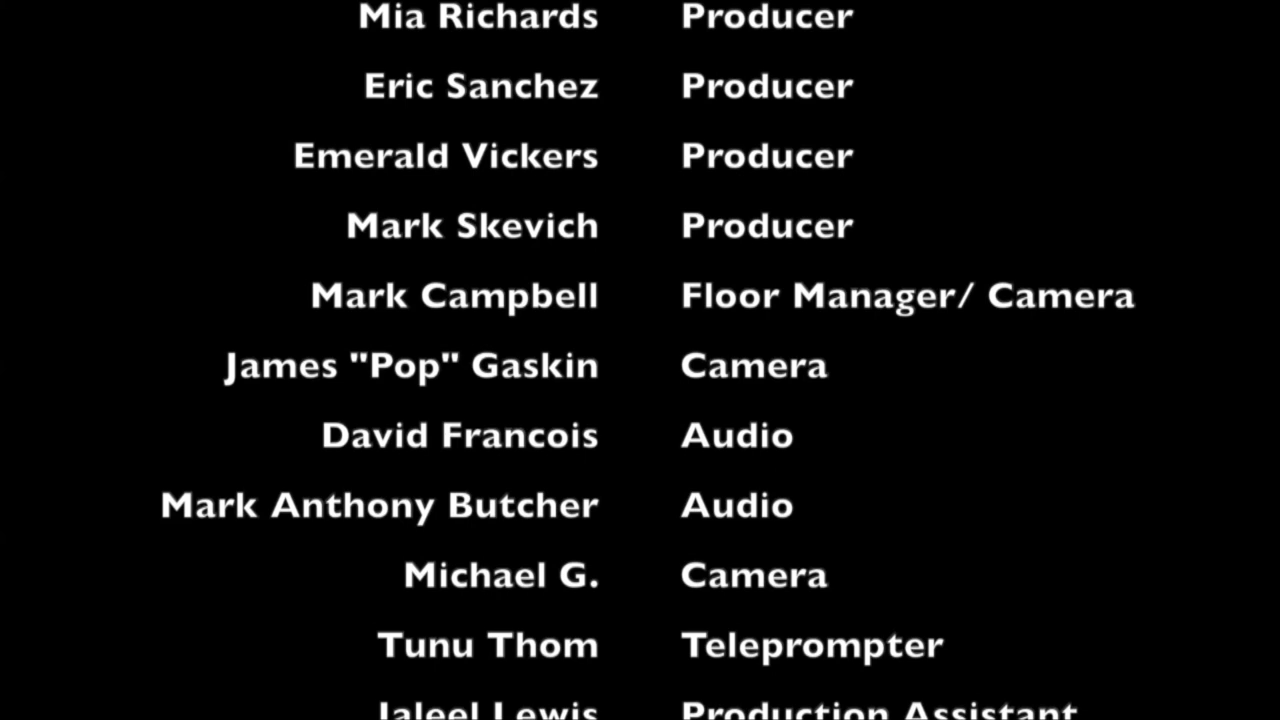 Mia Richards Producer
Eric Sanchez Producer
Emerald Vickers Producer
Mark Skevich Producer
Mark Campbell Floor Manager/ Camera
James "Pop" Gaskin Camera
David Francois Audio
Mark Anthony Butcher Audio
Michael G. Camera
Tunu Thom Teleprompter
Jaleel Lewis Production Assistant